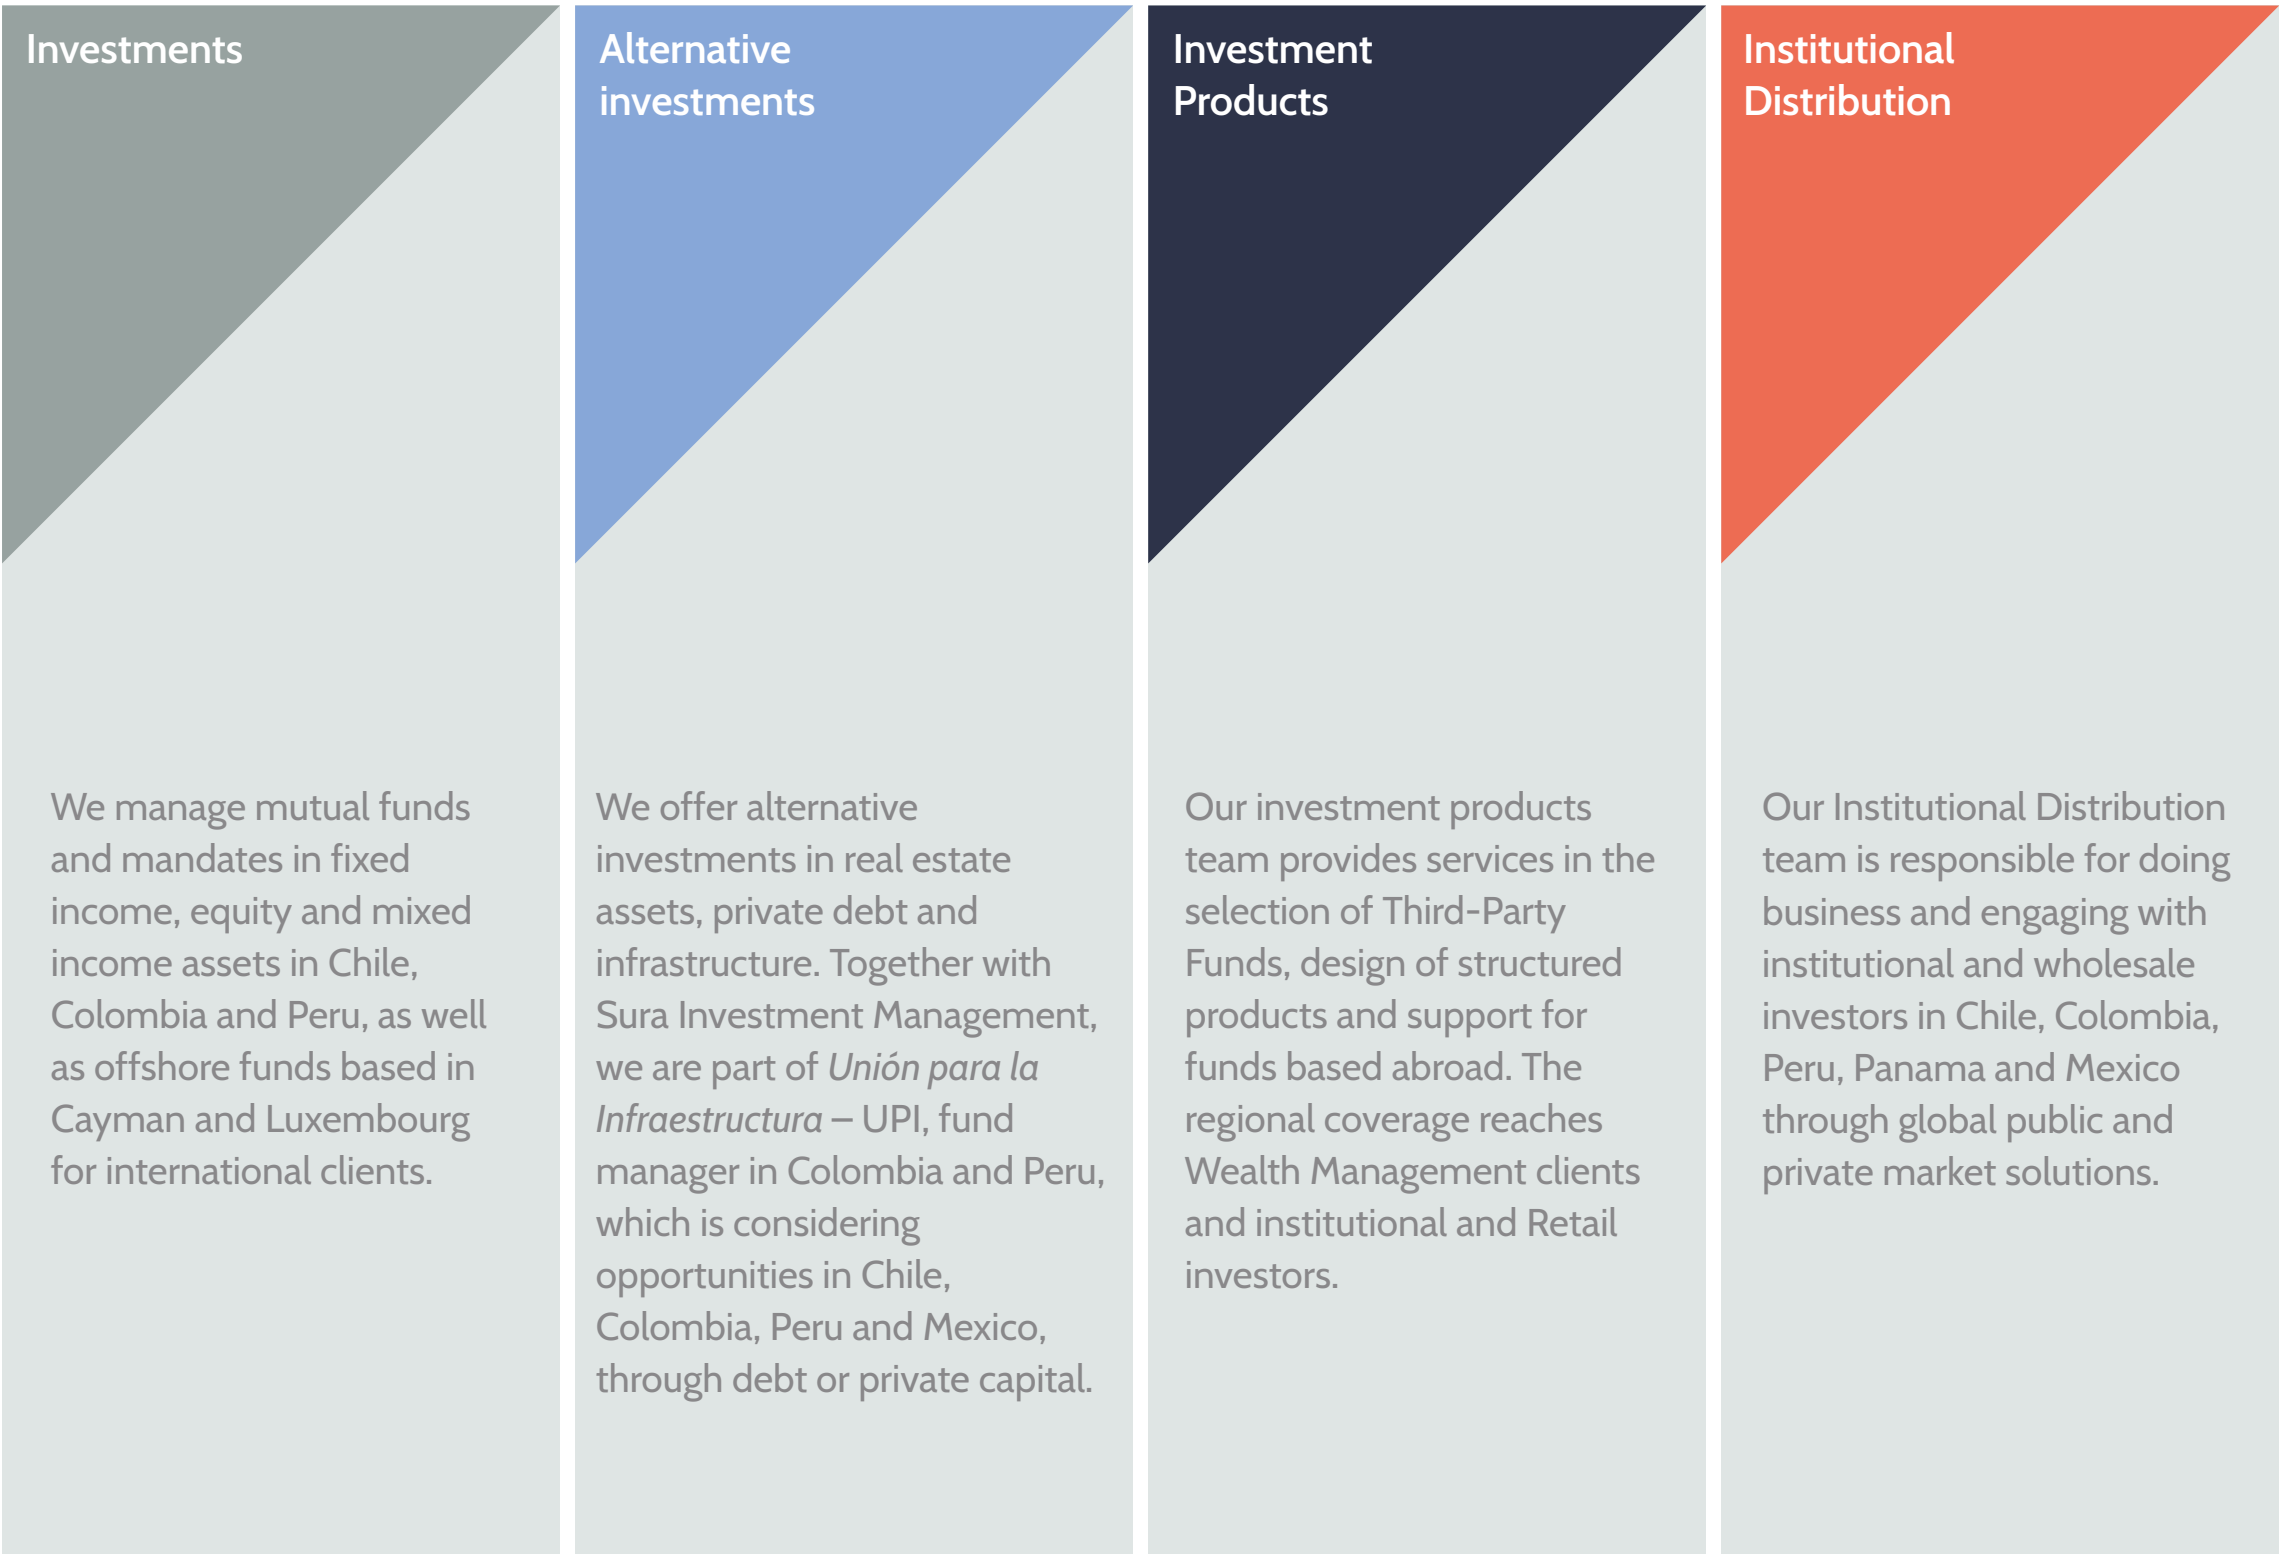 Investments
We manage mutual funds
and mandates in fixed
income, equity and mixed
income assets in Chile,
Colombia and Peru, as well
as offshore funds based in
Cayman and Luxembourg
for international clients.
Alternative
investments
We offer alternative
investments in real estate
assets, private debt and
infrastructure. Together with
Sura Investment Management,
we are part of Unión para la
Infraestructura – UPI, fund
manager in Colombia and Peru,
which is considering
opportunities in Chile,
Colombia, Peru and Mexico,
through debt or private capital.
Investment
Products
Our investment products
team provides services in the
selection of Third-Party
Funds, design of structured
products and support for
funds based abroad. The
regional coverage reaches
Wealth Management clients
and institutional and Retail
investors.
Institutional
Distribution
Our Institutional Distribution
team is responsible for doing
business and engaging with
institutional and wholesale
investors in Chile, Colombia,
Peru, Panama and Mexico
through global public and
private market solutions.